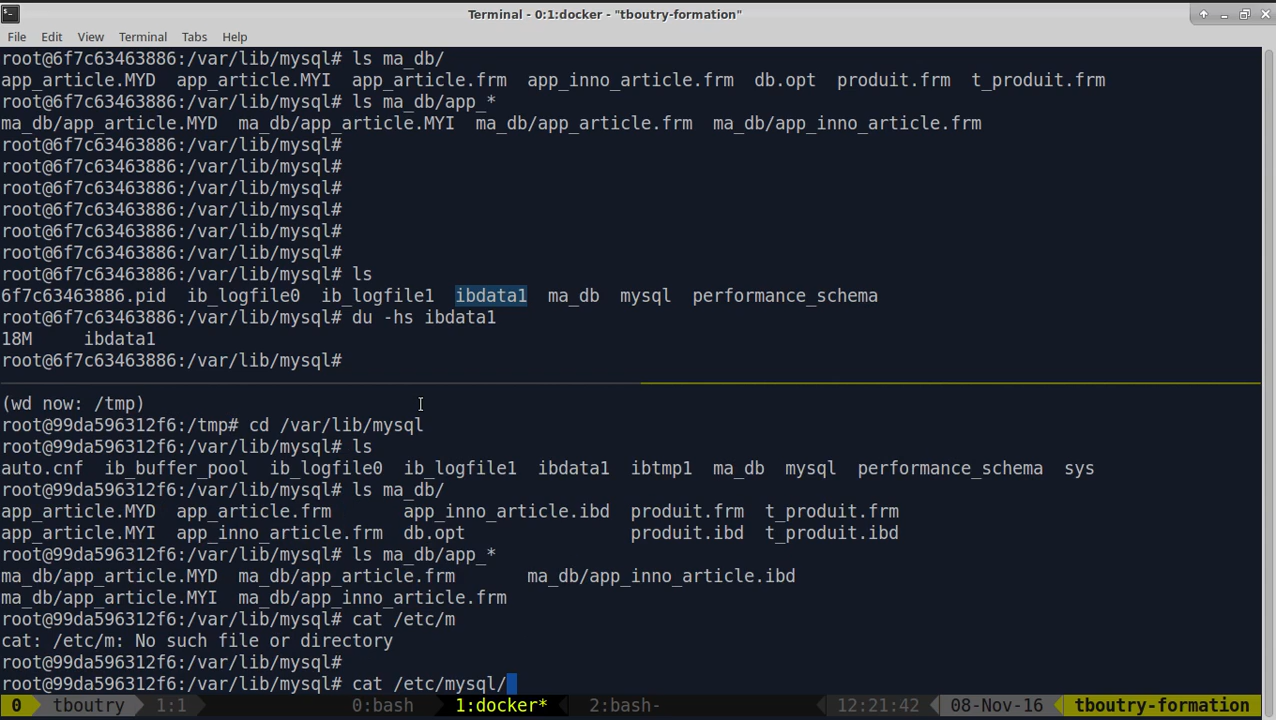 Terminal - 0:1:docker - "tboutry-formation"
File Edit View Terminal Tabs Help
root@6f7c63463886:/var/lib/mysql# ls ma_db/
app_article.MYD app_article.MYI app_article.frm app_inno_article.frm db.opt produit.frm t_produit.frm
root@6f7c63463886:/var/lib/mysql# ls ma_db/app_*
ma_db/app_article.MYD ma_db/app_article.MYI ma_db/app_article.frm ma_db/app_inno_article.frm
root@6f7c63463886:/var/lib/mysql#
root@6f7c63463886:/var/lib/mysql#
root@6f7c63463886:/var/lib/mysql#
root@6f7c63463886:/var/lib/mysql#
root@6f7c63463886:/var/lib/mysql#
root@6f7c63463886:/var/lib/mysql#
root@6f7c63463886:/var/lib/mysql# ls
6f7c63463886.pid ib_logfile0 ib_logfile1 ibdata1 ma_db mysql performance_schema
root@6f7c63463886:/var/lib/mysql# du -hs ibdata1
18M ibdata1
root@6f7c63463886:/var/lib/mysql#
(wd now: /tmp)
root@99da596312f6:/tmp# cd /var/lib/mysql
root@99da596312f6:/var/lib/mysql# ls
auto.cnf ib_buffer_pool ib_logfile0 ib_logfile1 ibdata1 ibtmp1 ma_db mysql performance_schema sys
root@99da596312f6:/var/lib/mysql# ls ma_db/
app_article.MYD app_article.frm app_inno_article.ibd produit.frm t_produit.frm
app_article.MYI app_inno_article.frm db.opt produit.ibd t_produit.ibd
root@99da596312f6:/var/lib/mysql# ls ma_db/app_*
ma_db/app_article.MYD ma_db/app_article.frm ma_db/app_inno_article.ibd
ma_db/app_article.MYI ma_db/app_inno_article.frm
root@99da596312f6:/var/lib/mysql# cat /etc/m
cat: /etc/m: No such file or directory
root@99da596312f6:/var/lib/mysql#
root@99da596312f6:/var/lib/mysql# cat /etc/mysql/
0 tboutry 1:1 0:bash 1:docker* 2:bash- 12:21:42 08-Nov-16 tboutry-formation